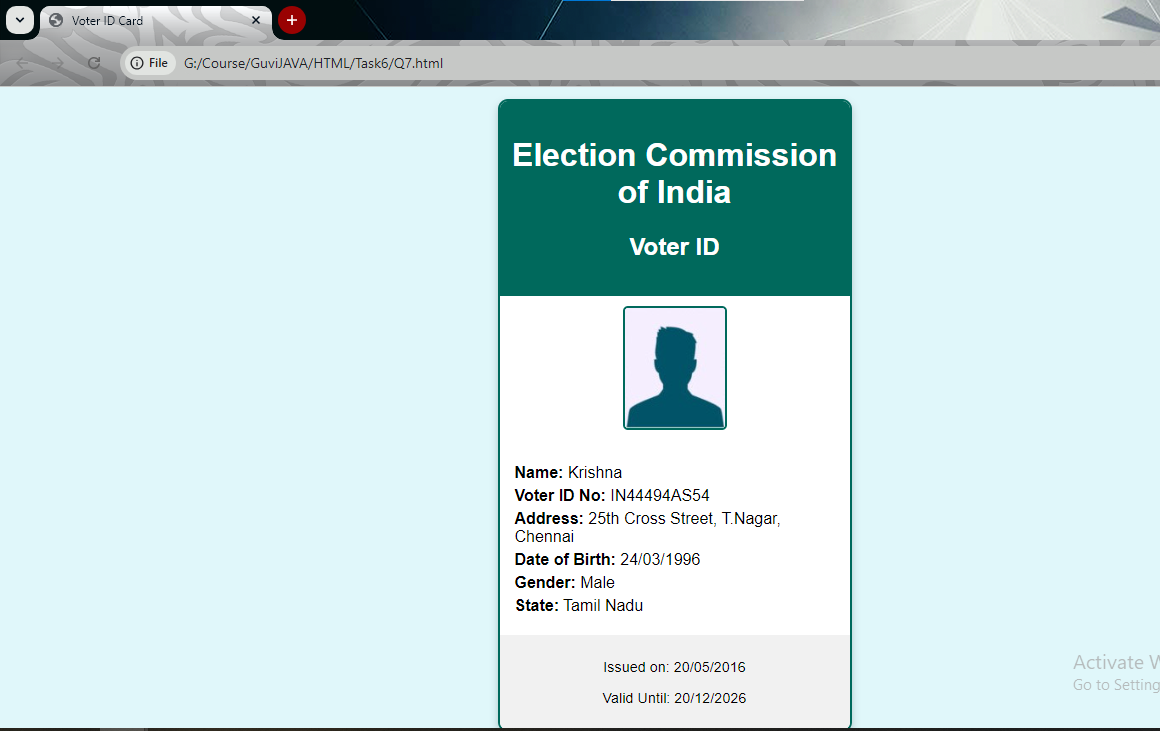 Voter ID Card
File
G:/Course/GuviJAVA/HTML/Task6/Q7.html
Election Commission
of India
Voter ID
Name: Krishna
Voter ID No: IN44494AS54
Address: 25th Cross Street, T.Nagar,
Chennai
Date of Birth: 24/03/1996
Gender: Male
State: Tamil Nadu
Issued on: 20/05/2016
Valid Until: 20/12/2026
Activate W
Go to Setting